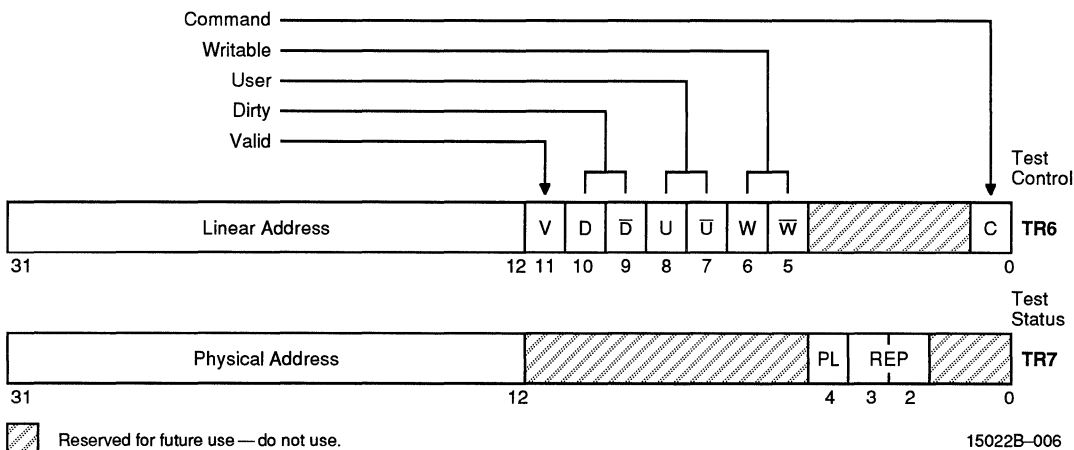 Command
Writable
User
Dirty
Valid
Test
Control
Linear Address V D D̅ U U̅ W W̅ C TR6
31 12 11 10 9 8 7 6 5 0
Test
Status
Physical Address PL REP TR7
31 12 4 3 2 0
Reserved for future use — do not use. 15022B–006